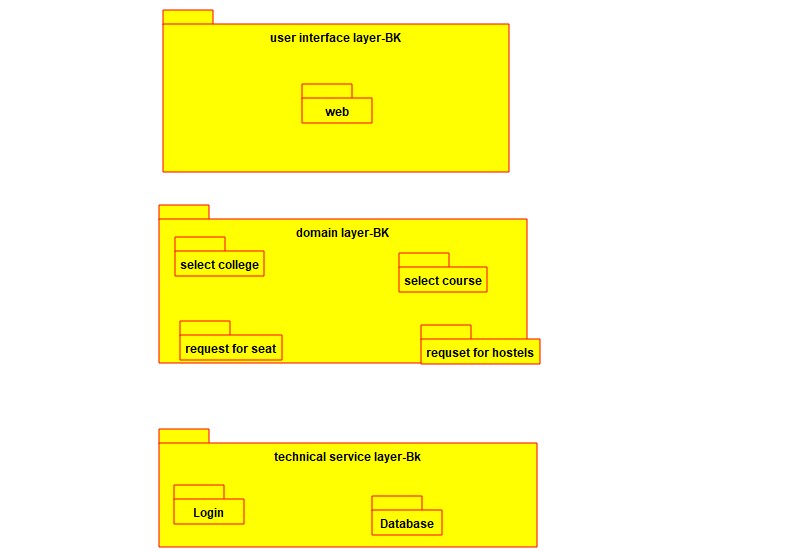 user interface layer-BK
web
domain layer-BK
select college
select course
request for seat
requset for hostels
technical service layer-Bk
Login
Database